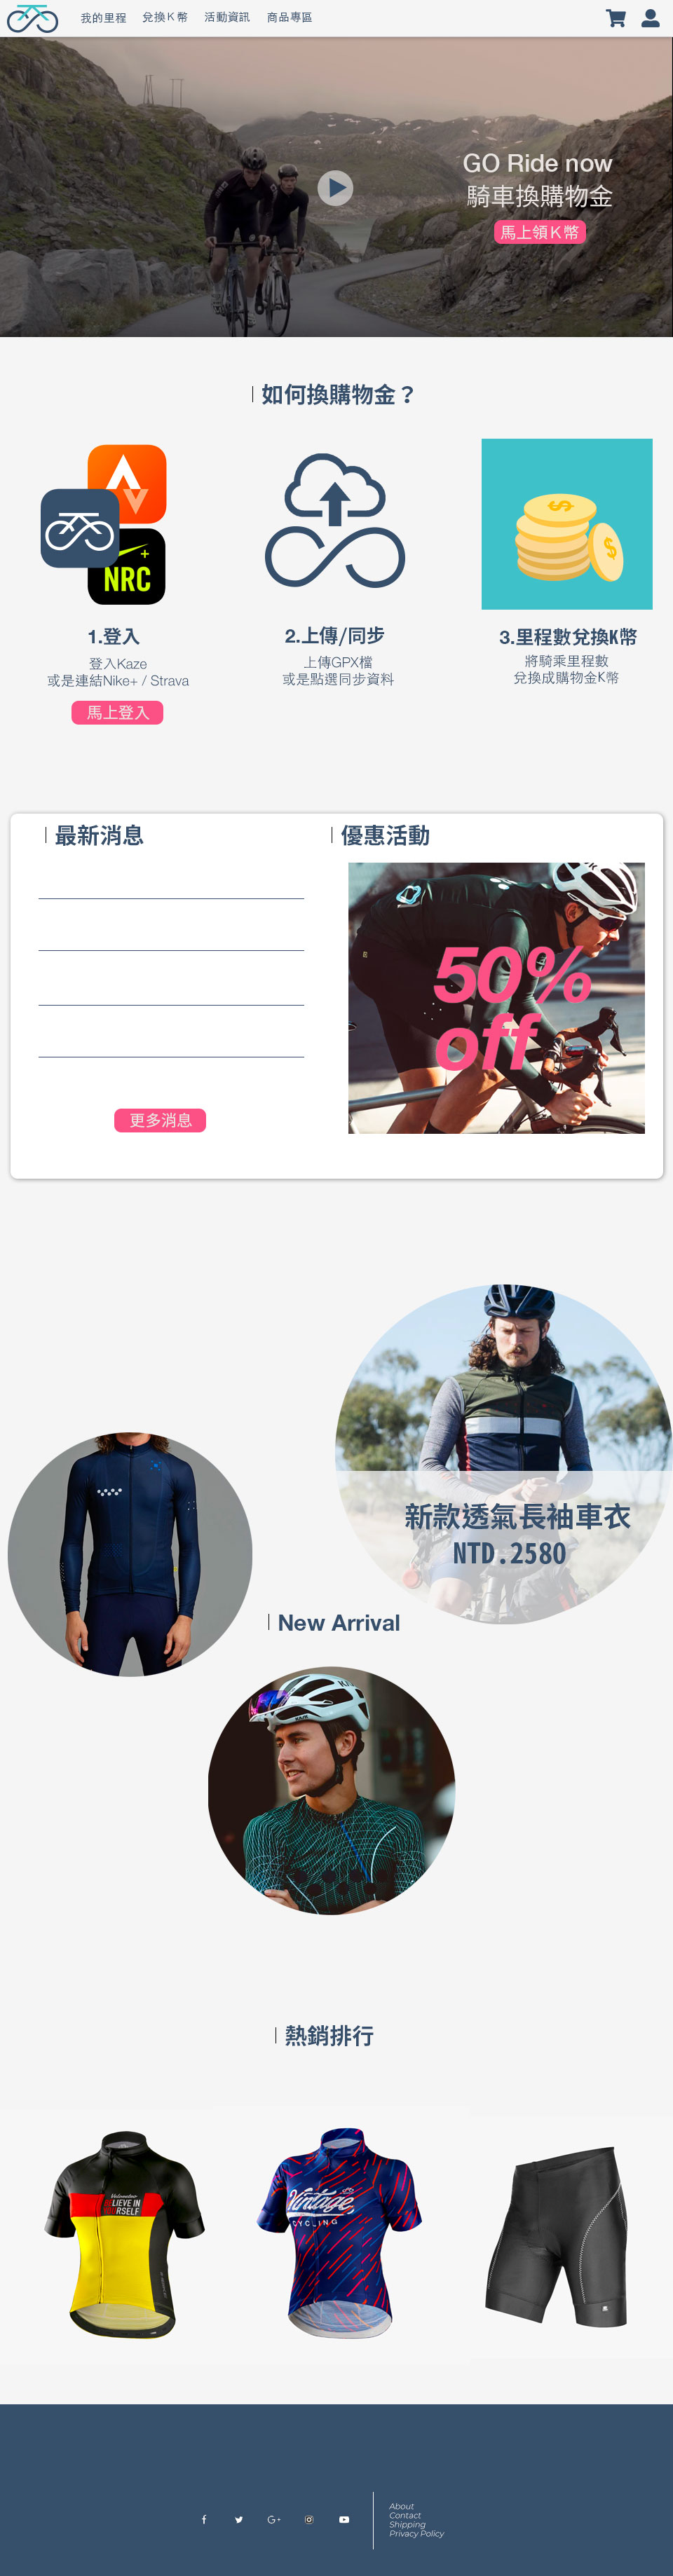 我的里程
兌換K幣
活動資訊
商品專區
GO Ride now
騎車換購物金
馬上領K幣
如何換購物金？
NRC
1.登入
登入Kaze
或是連結Nike+ / Strava
馬上登入
2.上傳/同步
上傳GPX檔
或是點選同步資料
3.里程數兌換K幣
將騎乘里程數
兌換成購物金K幣
最新消息
優惠活動
50%
off
更多消息
新款透氣長袖車衣
NTD.2580
New Arrival
熱銷排行
LIEVE IN
RSELF
Vintage
CYCLING
About
Contact
Shipping
Privacy Policy